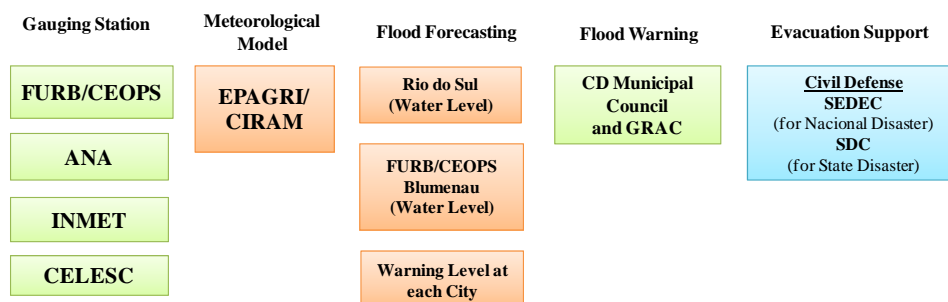 Gauging Station
FURB/CEOPS
ANA
INMET
CELESC
Meteorological
Model
EPAGRI/
CIRAM
Flood Forecasting
Rio do Sul
(Water Level)
FURB/CEOPS
Blumenau
(Water Level)
Warning Level at
each City
Flood Warning
CD Municipal
Council
and GRAC
Evacuation Support
Civil Defense
SEDEC
(for Nacional Disaster)
SDC
(for State Disaster)